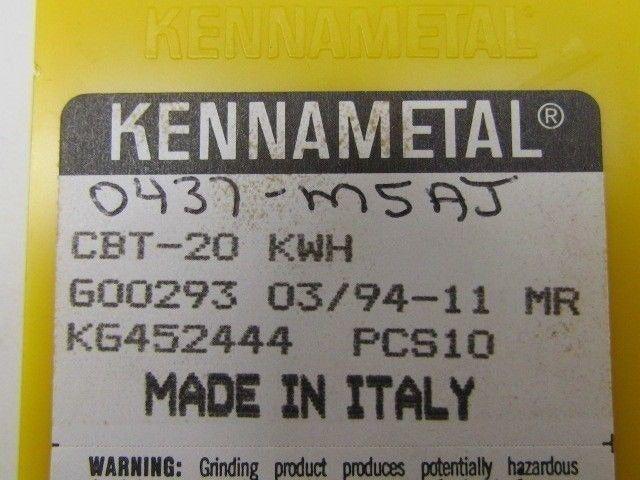 KENNAMETAL
KENNAMETAL®
0437-M5AJ
CBT-20 KWH
G00293 03/94-11 MR
KG452444 PCS10
MADE IN ITALY
WARNING: Grinding product produces potentially hazardous